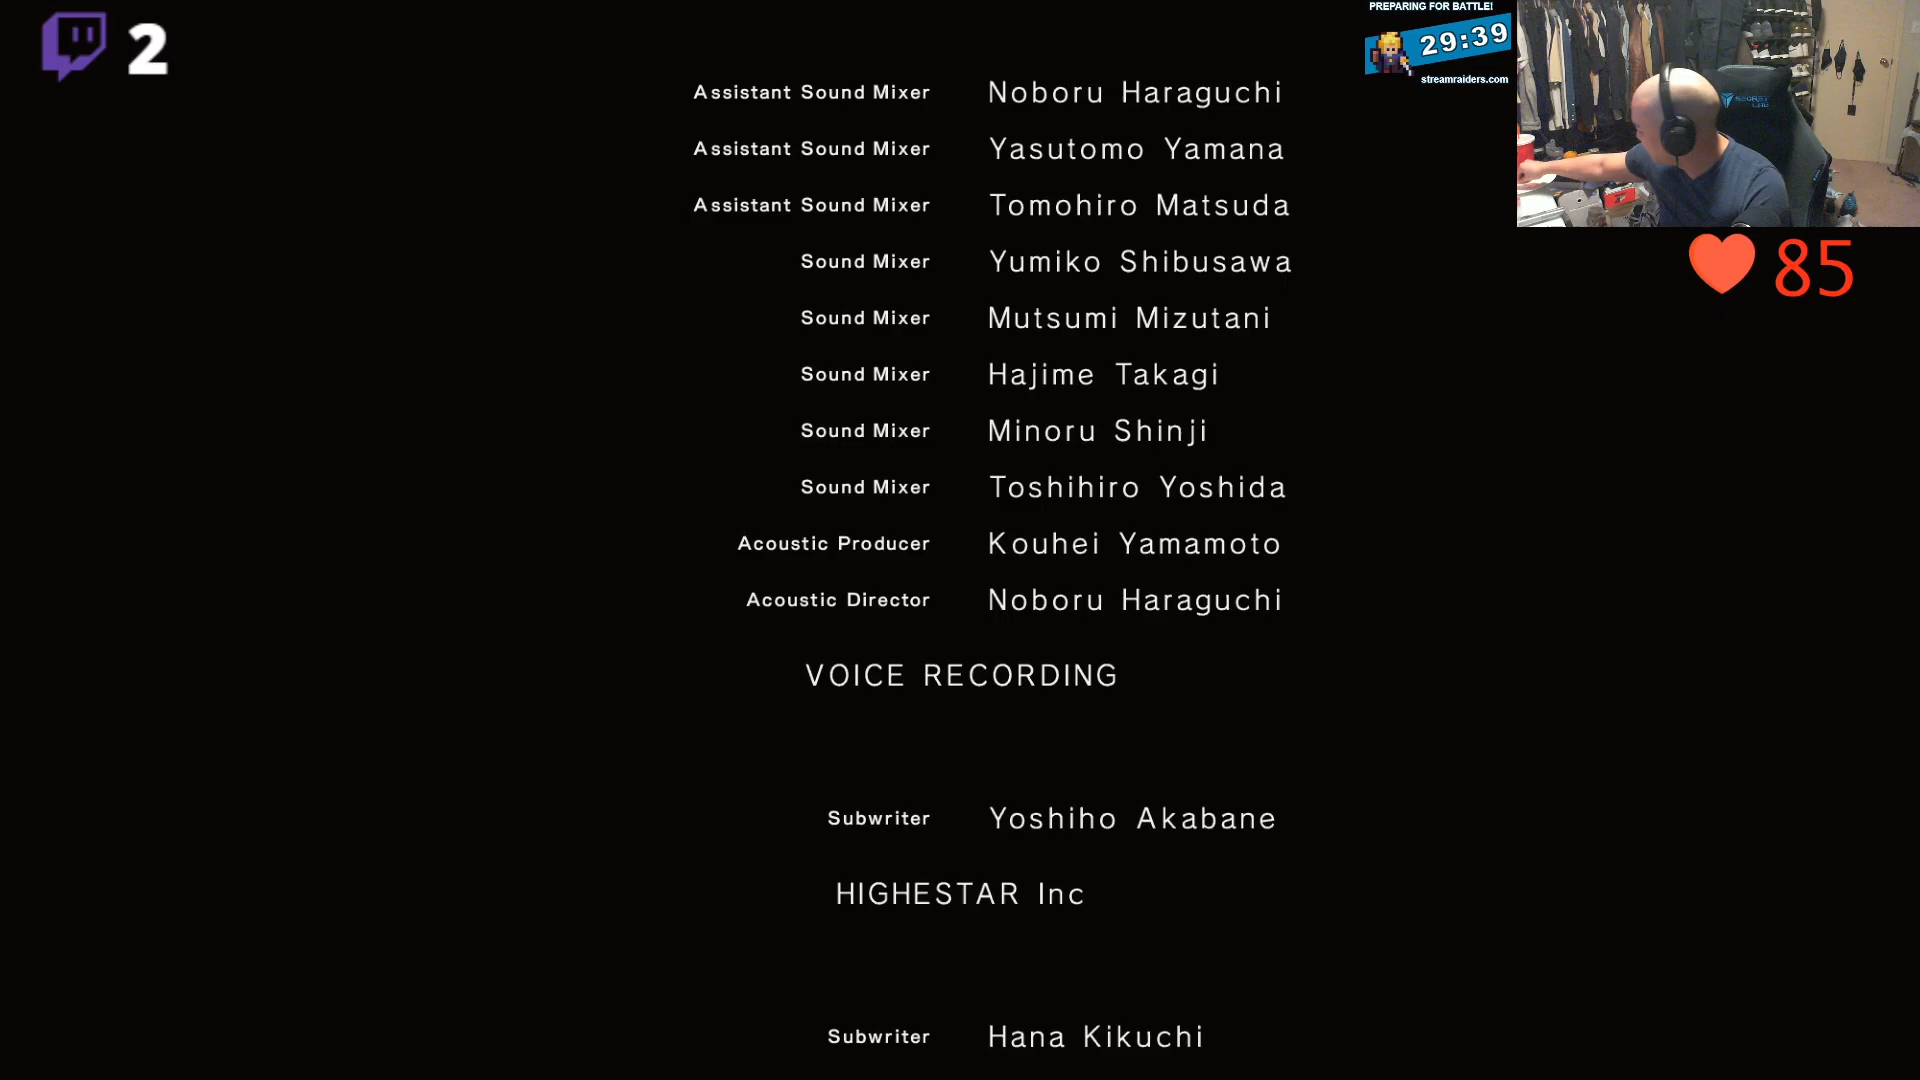 2
PREPARING FOR BATTLE!
29:39
streamraiders.com
SECRET LAB
85
Assistant Sound Mixer Noboru Haraguchi
Assistant Sound Mixer Yasutomo Yamana
Assistant Sound Mixer Tomohiro Matsuda
Sound Mixer Yumiko Shibusawa
Sound Mixer Mutsumi Mizutani
Sound Mixer Hajime Takagi
Sound Mixer Minoru Shinji
Sound Mixer Toshihiro Yoshida
Acoustic Producer Kouhei Yamamoto
Acoustic Director Noboru Haraguchi
VOICE RECORDING
Subwriter Yoshiho Akabane
HIGHESTAR Inc
Subwriter Hana Kikuchi